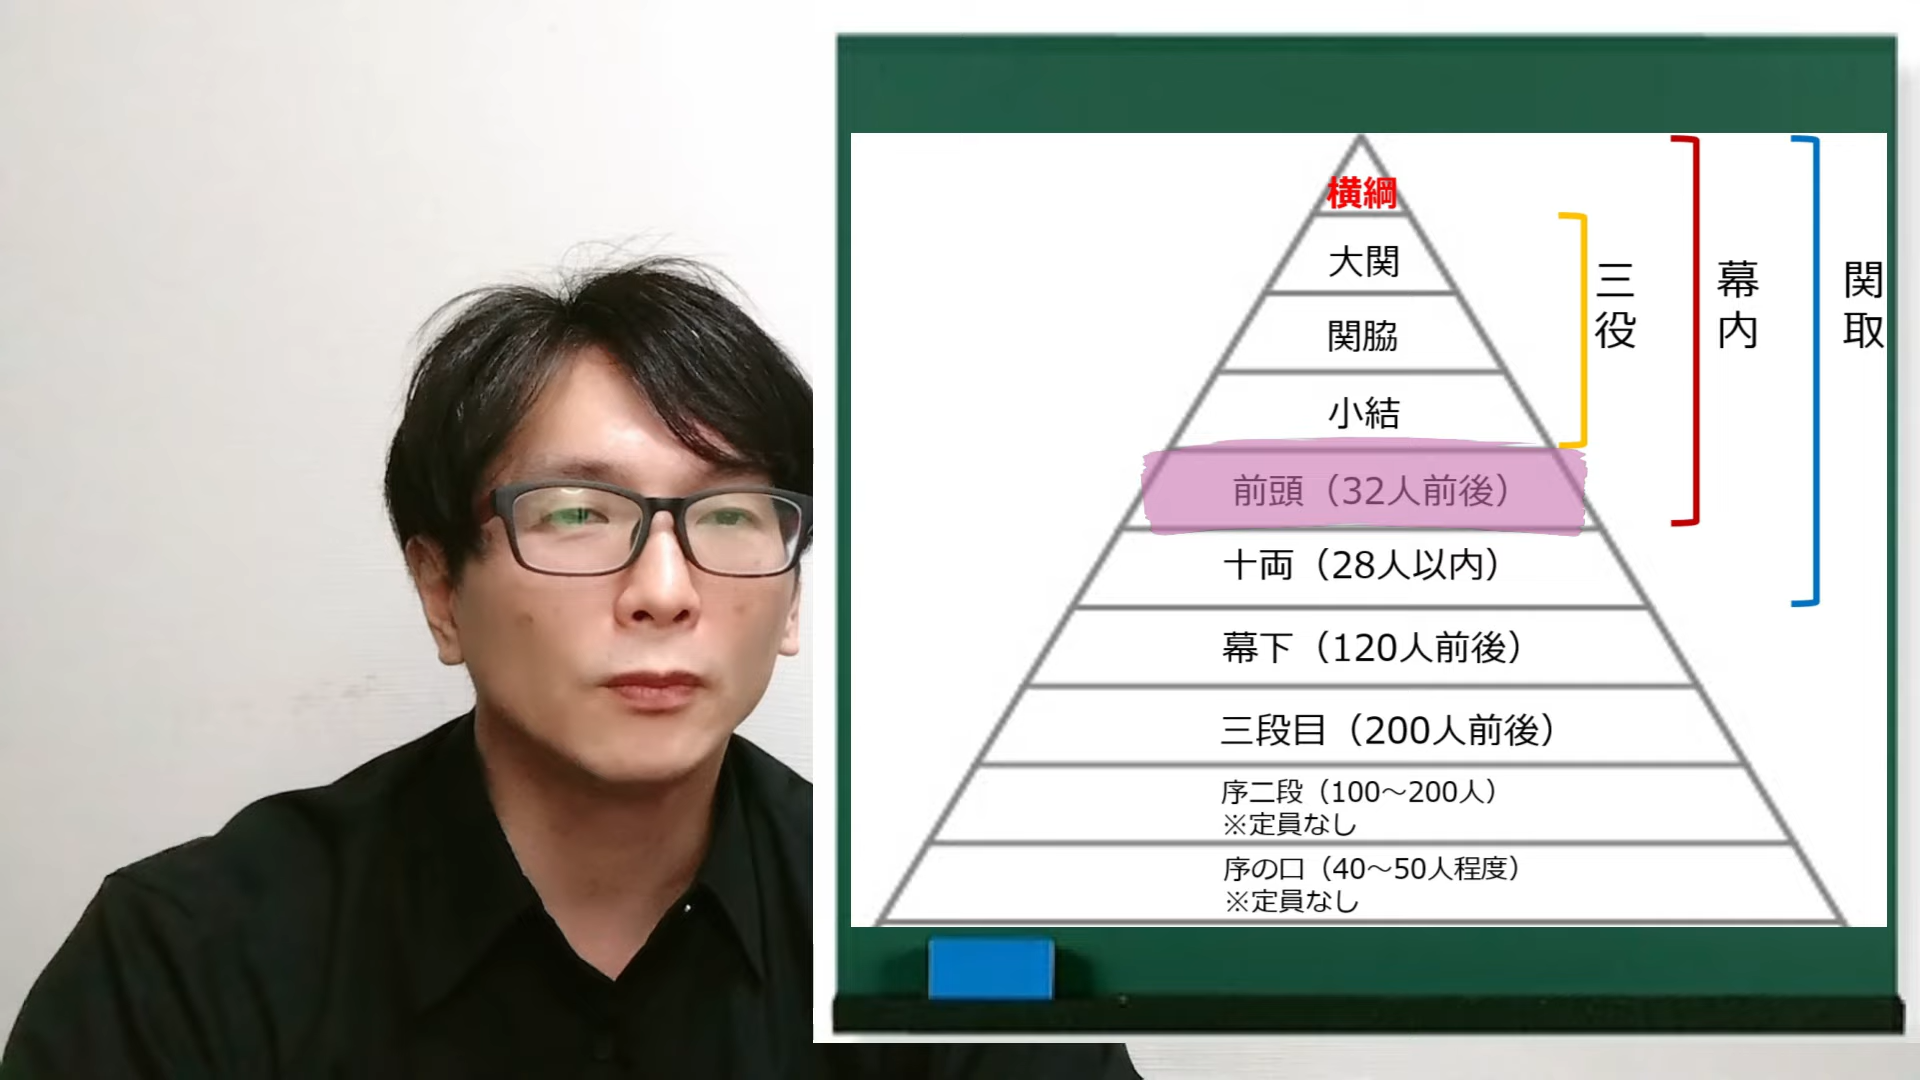 横綱
大関
関脇
小結
前頭（32人前後）
十両（28人以内）
幕下（120人前後）
三段目（200人前後）
序二段（100～200人）
※定員なし
序の口（40～50人程度）
※定員なし
三役
幕内
関取